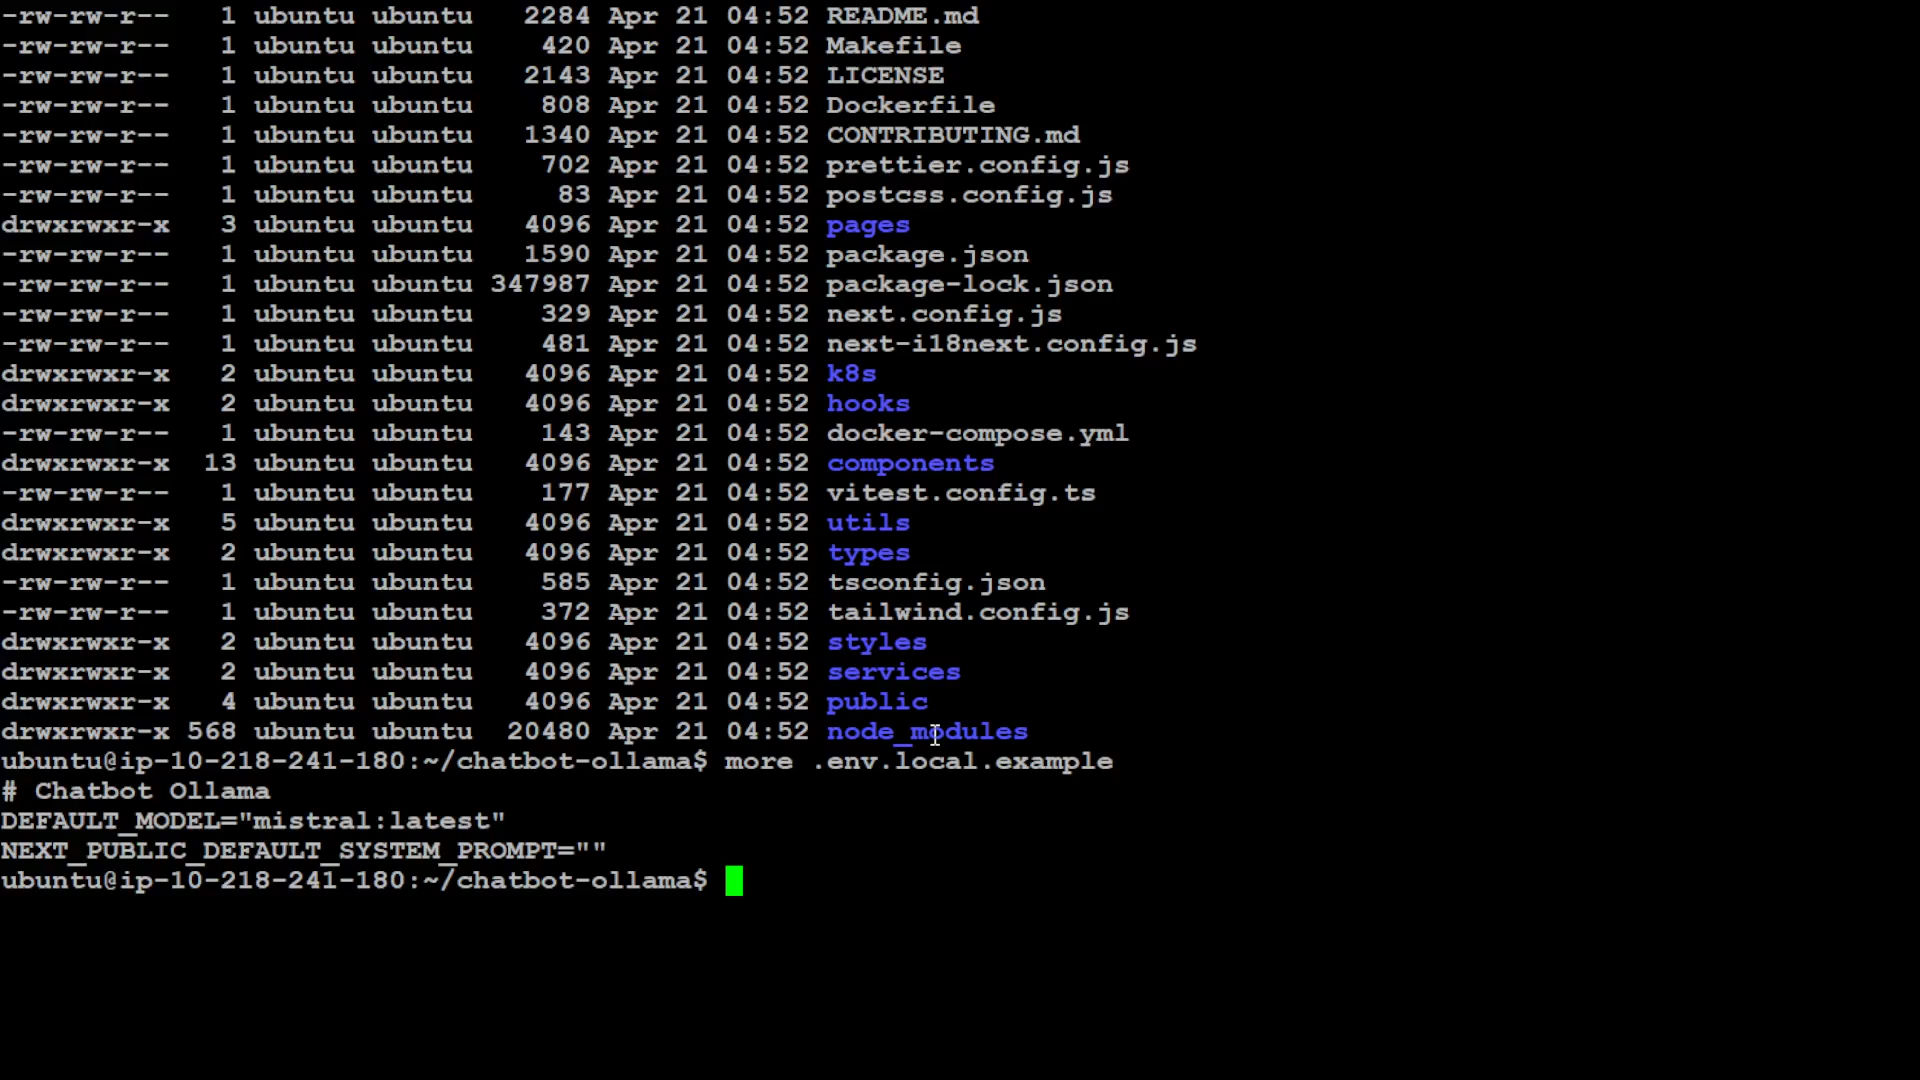 -rw-rw-r--   1 ubuntu ubuntu   2284 Apr 21 04:52 README.md
-rw-rw-r--   1 ubuntu ubuntu    420 Apr 21 04:52 Makefile
-rw-rw-r--   1 ubuntu ubuntu   2143 Apr 21 04:52 LICENSE
-rw-rw-r--   1 ubuntu ubuntu    808 Apr 21 04:52 Dockerfile
-rw-rw-r--   1 ubuntu ubuntu   1340 Apr 21 04:52 CONTRIBUTING.md
-rw-rw-r--   1 ubuntu ubuntu    702 Apr 21 04:52 prettier.config.js
-rw-rw-r--   1 ubuntu ubuntu     83 Apr 21 04:52 postcss.config.js
drwxrwxr-x   3 ubuntu ubuntu   4096 Apr 21 04:52 pages
-rw-rw-r--   1 ubuntu ubuntu   1590 Apr 21 04:52 package.json
-rw-rw-r--   1 ubuntu ubuntu 347987 Apr 21 04:52 package-lock.json
-rw-rw-r--   1 ubuntu ubuntu    329 Apr 21 04:52 next.config.js
-rw-rw-r--   1 ubuntu ubuntu    481 Apr 21 04:52 next-i18next.config.js
drwxrwxr-x   2 ubuntu ubuntu   4096 Apr 21 04:52 k8s
drwxrwxr-x   2 ubuntu ubuntu   4096 Apr 21 04:52 hooks
-rw-rw-r--   1 ubuntu ubuntu    143 Apr 21 04:52 docker-compose.yml
drwxrwxr-x  13 ubuntu ubuntu   4096 Apr 21 04:52 components
-rw-rw-r--   1 ubuntu ubuntu    177 Apr 21 04:52 vitest.config.ts
drwxrwxr-x   5 ubuntu ubuntu   4096 Apr 21 04:52 utils
drwxrwxr-x   2 ubuntu ubuntu   4096 Apr 21 04:52 types
-rw-rw-r--   1 ubuntu ubuntu    585 Apr 21 04:52 tsconfig.json
-rw-rw-r--   1 ubuntu ubuntu    372 Apr 21 04:52 tailwind.config.js
drwxrwxr-x   2 ubuntu ubuntu   4096 Apr 21 04:52 styles
drwxrwxr-x   2 ubuntu ubuntu   4096 Apr 21 04:52 services
drwxrwxr-x   4 ubuntu ubuntu   4096 Apr 21 04:52 public
drwxrwxr-x 568 ubuntu ubuntu  20480 Apr 21 04:52 node_modules
ubuntu@ip-10-218-241-180:~/chatbot-ollama$ more .env.local.example
# Chatbot Ollama
DEFAULT_MODEL="mistral:latest"
NEXT_PUBLIC_DEFAULT_SYSTEM_PROMPT=""
ubuntu@ip-10-218-241-180:~/chatbot-ollama$